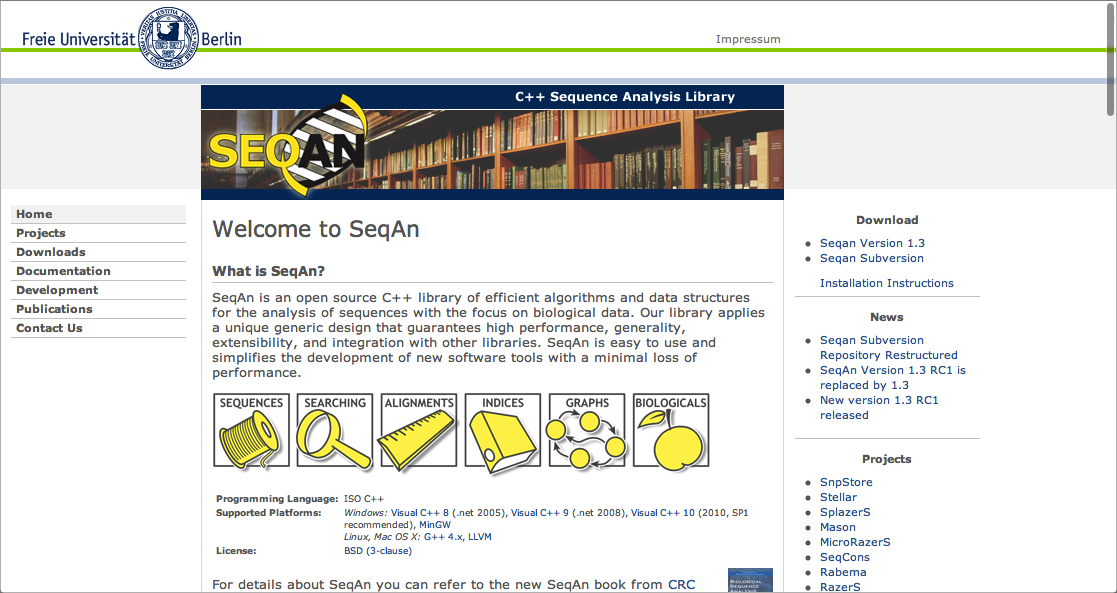 Freie Universität Berlin
Impressum
C++ Sequence Analysis Library
SEQAN
Home
Projects
Downloads
Documentation
Development
Publications
Contact Us
Welcome to SeqAn
What is SeqAn?
SeqAn is an open source C++ library of efficient algorithms and data structures
for the analysis of sequences with the focus on biological data. Our library applies
a unique generic design that guarantees high performance, generality,
extensibility, and integration with other libraries. SeqAn is easy to use and
simplifies the development of new software tools with a minimal loss of
performance.
SEQUENCES
SEARCHING
ALIGNMENTS
INDICES
GRAPHS
BIOLOGICALS
Programming Language: ISO C++
Supported Platforms: Windows: Visual C++ 8 (.net 2005), Visual C++ 9 (.net 2008), Visual C++ 10 (2010, SP1
recommended), MinGW
Linux, Mac OS X: G++ 4.x, LLVM
License: BSD (3-clause)
For details about SeqAn you can refer to the new SeqAn book from CRC
BIOLOGICAL
SEQUENCE
Download
Seqan Version 1.3
Seqan Subversion
Installation Instructions
News
Seqan Subversion
Repository Restructured
SeqAn Version 1.3 RC1 is
replaced by 1.3
New version 1.3 RC1
released
Projects
SnpStore
Stellar
SplazerS
Mason
MicroRazerS
SeqCons
Rabema
RazerS